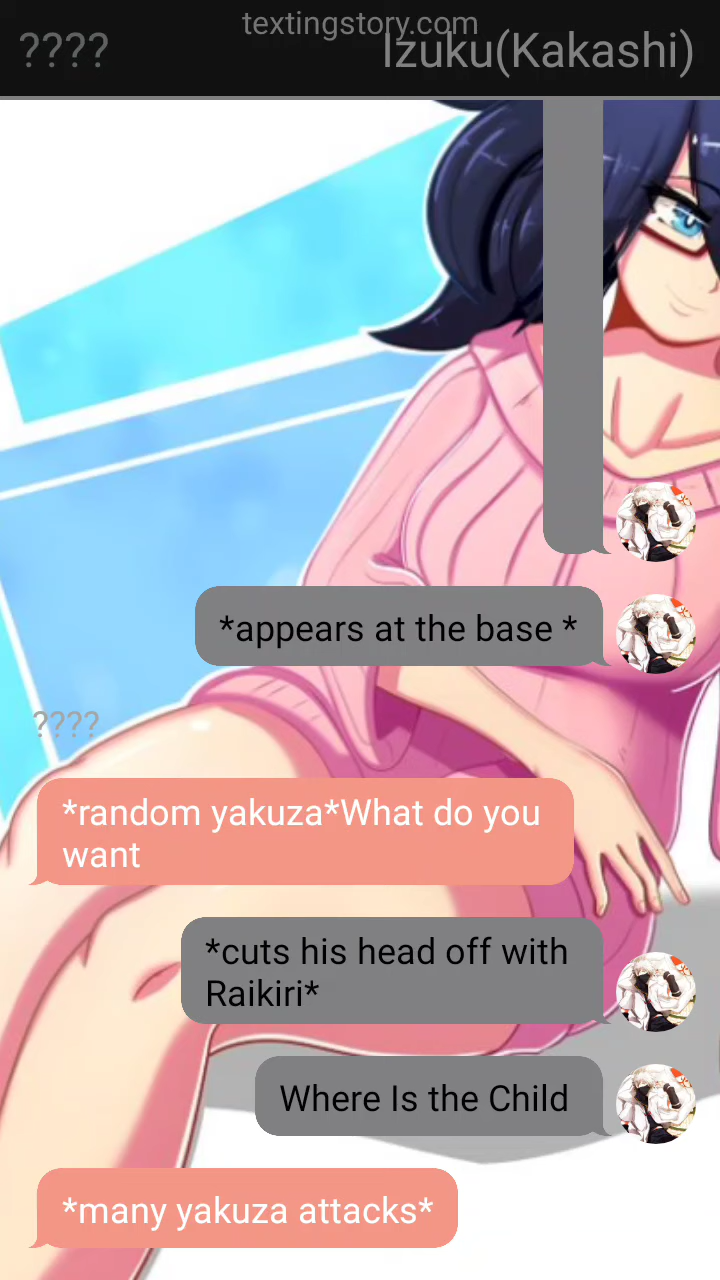 textingstory.com
????
Izuku(Kakashi)
*appears at the base *
????
*random yakuza*What do you
want
*cuts his head off with
Raikiri*
Where Is the Child
*many yakuza attacks*